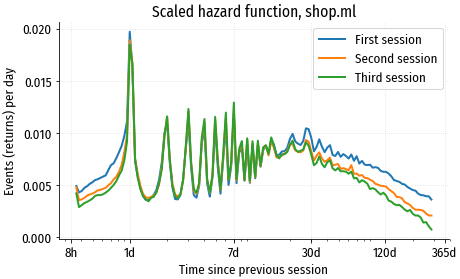 Scaled hazard function, shop.ml
First session
Second session
Third session
Events (returns) per day
0.020
0.015
0.010
0.005
0.000
8h 1d 7d 30d 120d 365d
Time since previous session